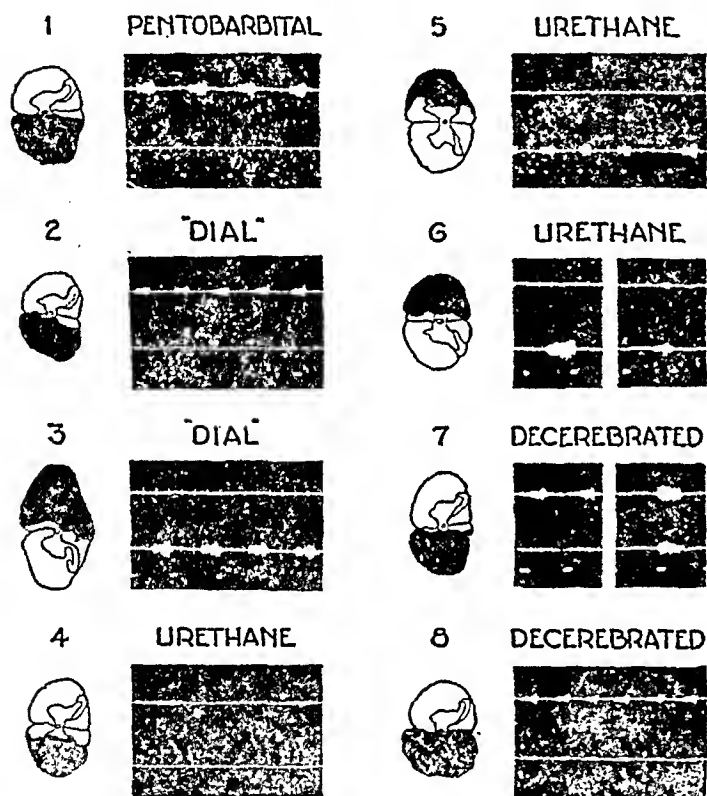 1 PENTOBARBITAL
2 "DIAL"
3 "DIAL"
4 URETHANE
5 URETHANE
6 URETHANE
7 DECEREBRATED
8 DECEREBRATED